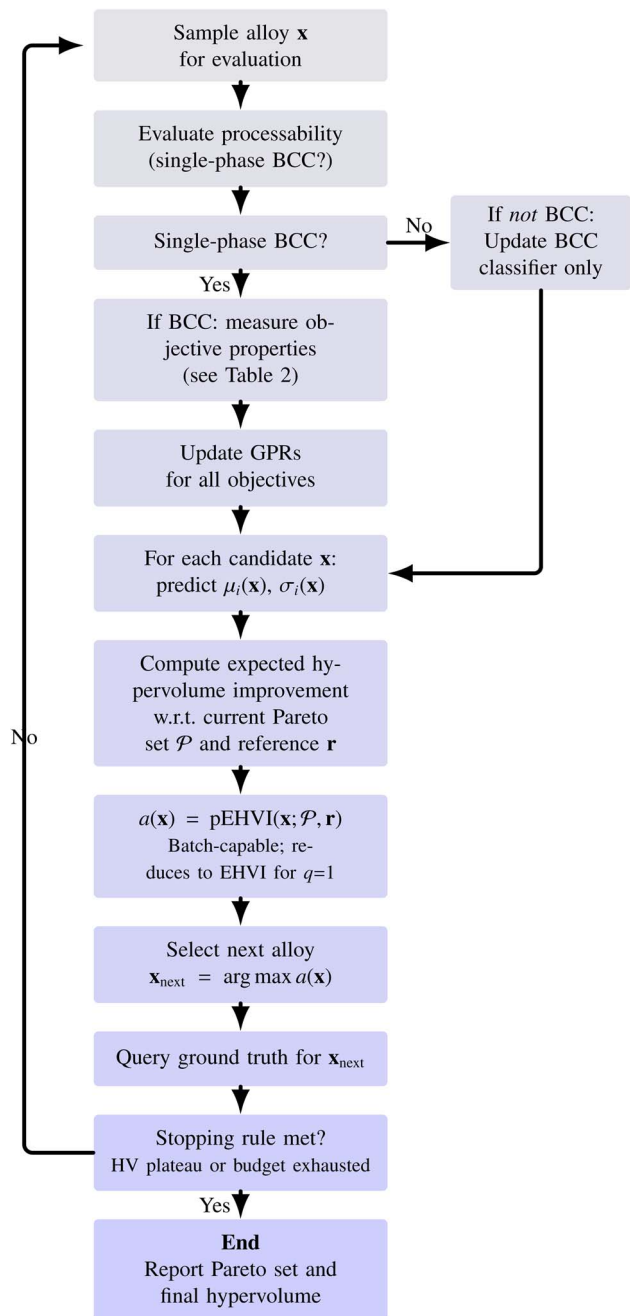 Sample alloy x
for evaluation
Evaluate processability
(single-phase BCC?)
Single-phase BCC?
No
If not BCC:
Update BCC
classifier only
Yes
If BCC: measure ob-
jective properties
(see Table 2)
Update GPRs
for all objectives
For each candidate x:
predict μᵢ(x), σᵢ(x)
Compute expected hy-
pervolume improvement
w.r.t. current Pareto
set 𝒫 and reference r
No
a(x) = pEHVI(x; 𝒫, r)
Batch-capable; re-
duces to EHVI for q=1
Select next alloy
x_next = arg max a(x)
Query ground truth for x_next
Stopping rule met?
HV plateau or budget exhausted
Yes
End
Report Pareto set and
final hypervolume